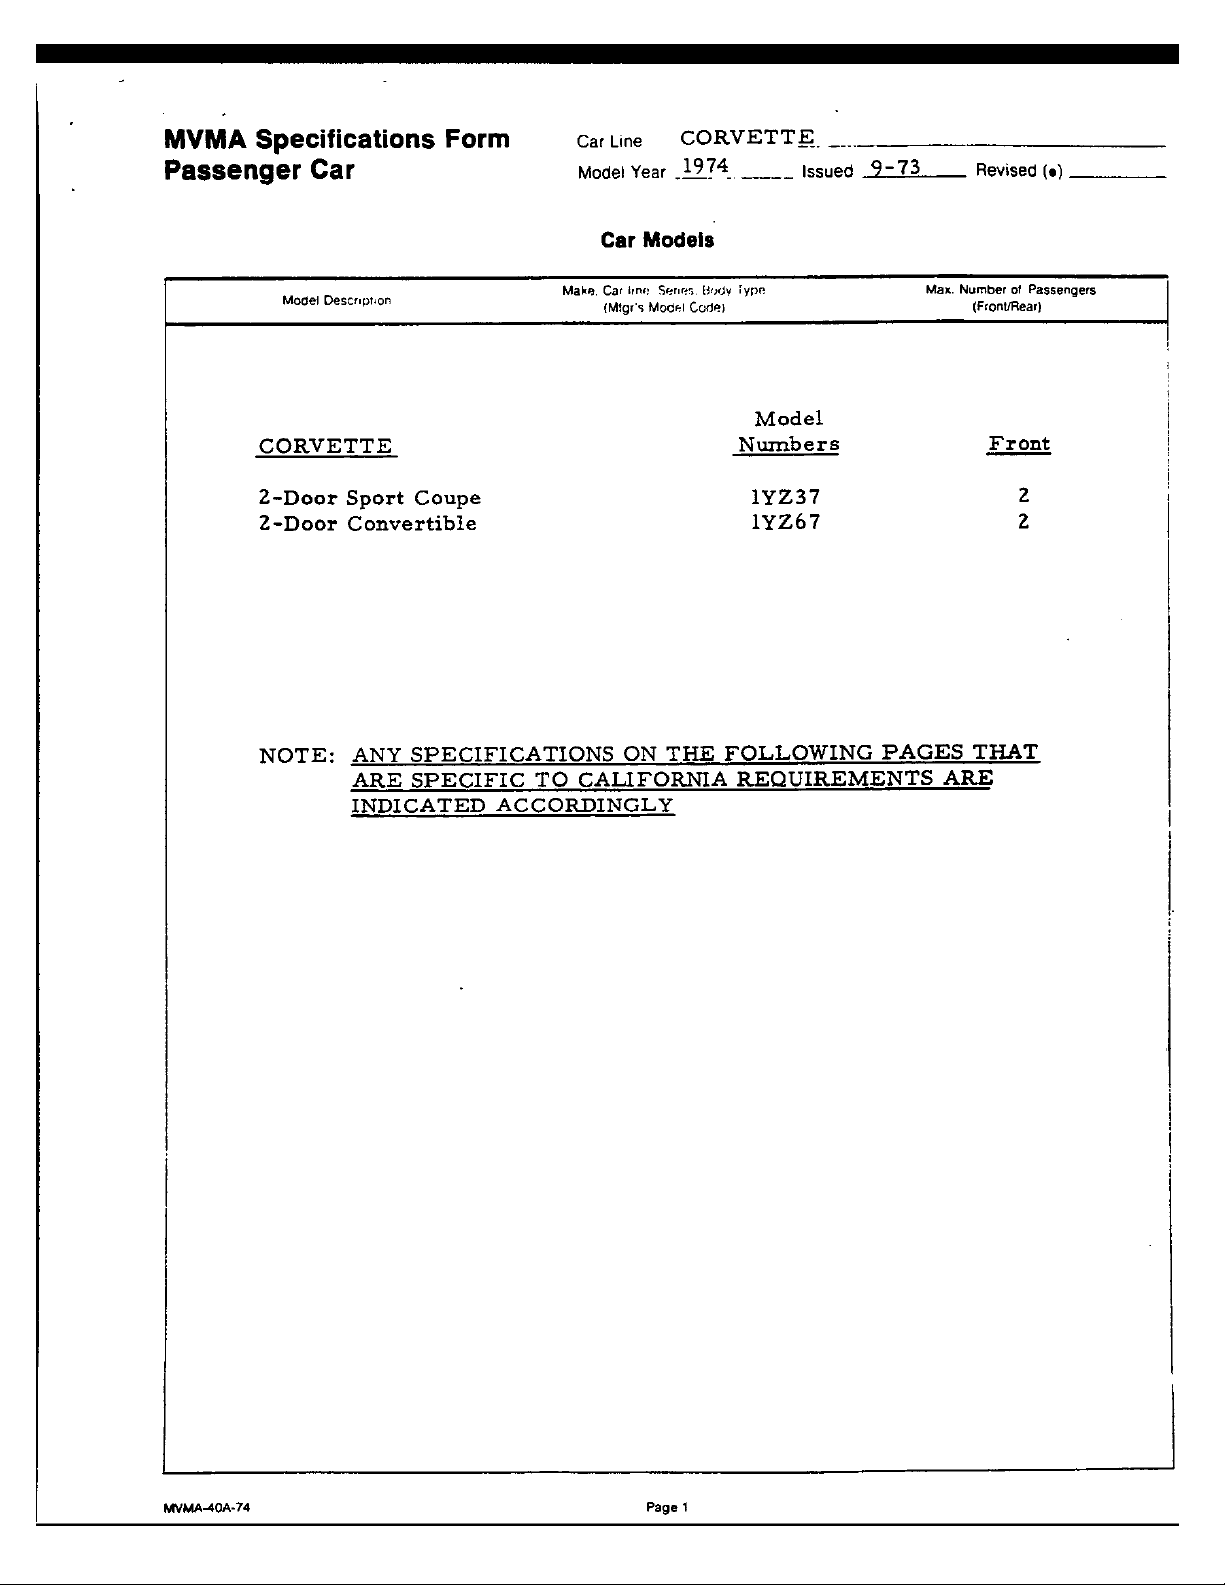 MVMA Specifications Form
Passenger Car
Car Line CORVETTE
Model Year 1974 Issued 9-73 Revised (●)
Car Models
Model Description
Make, Car line, Series, Body Type
(Mfgr's Model Code)
Max. Number of Passengers
(Front/Rear)
Model
CORVETTE Numbers Front
2-Door Sport Coupe 1YZ37 2
2-Door Convertible 1YZ67 2
NOTE: ANY SPECIFICATIONS ON THE FOLLOWING PAGES THAT
ARE SPECIFIC TO CALIFORNIA REQUIREMENTS ARE
INDICATED ACCORDINGLY
MVMA-40A-74 Page 1